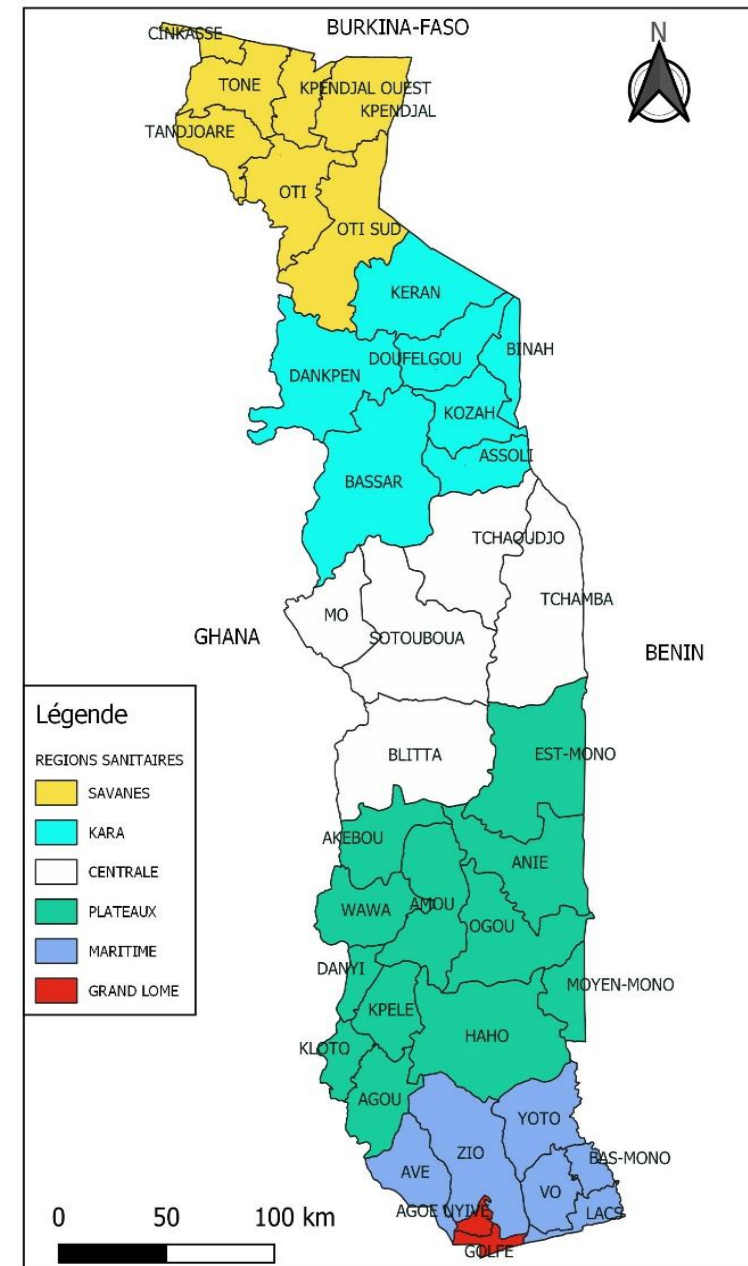 BURKINA-FASO
N
CINKASSE
TONE
KPENDJAL OUEST
KPENDJAL
TANDJOARE
OTI
OTI SUD
KERAN
DOUFELGOU
BINAH
DANKPEN
KOZAH
ASSOLI
BASSAR
TCHAOUDJO
TCHAMBA
MO
SOTOUBOUA
GHANA
BENIN
BLITTA
EST-MONO
AKEBOU
ANIE
WAWA
AMOU
OGOU
DANYI
MOYEN-MONO
KPELE
HAHO
KLOTO
AGOU
YOTO
ZIO
BAS-MONO
AVE
VO
AGOE NYIVE
LACS
GOLFE
Légende
REGIONS SANITAIRES
SAVANES
KARA
CENTRALE
PLATEAUX
MARITIME
GRAND LOME
0 50 100 km